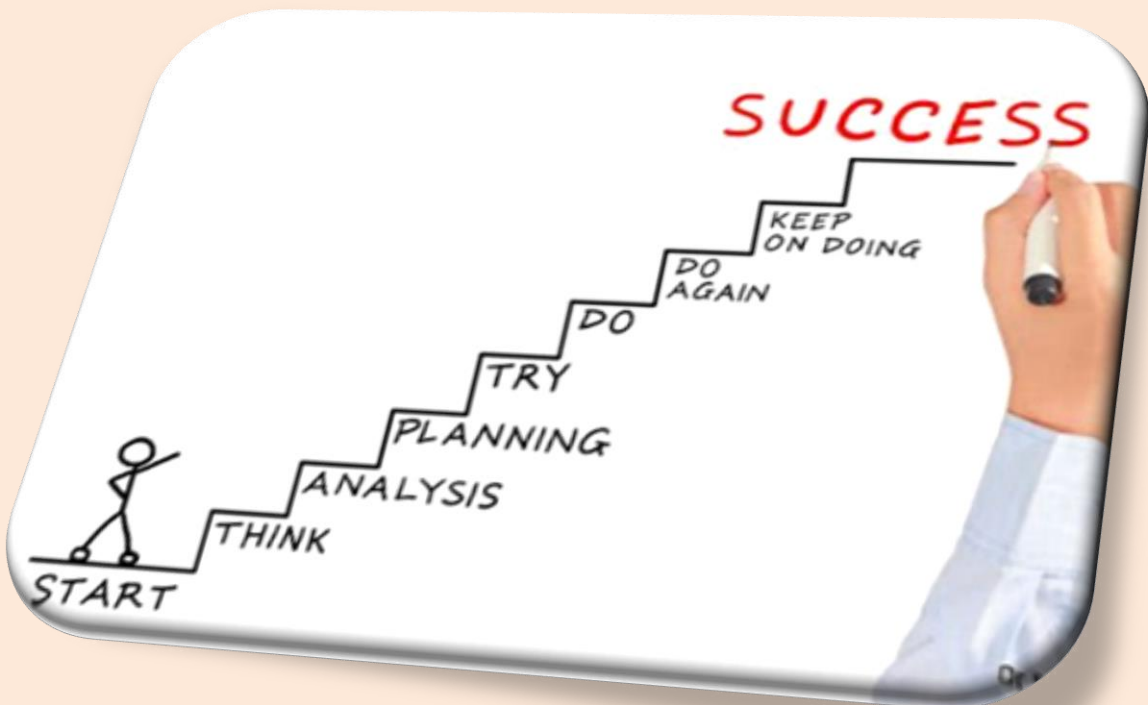 SUCCESS
KEEP
ON DOING
DO
AGAIN
DO
TRY
PLANNING
ANALYSIS
THINK
START